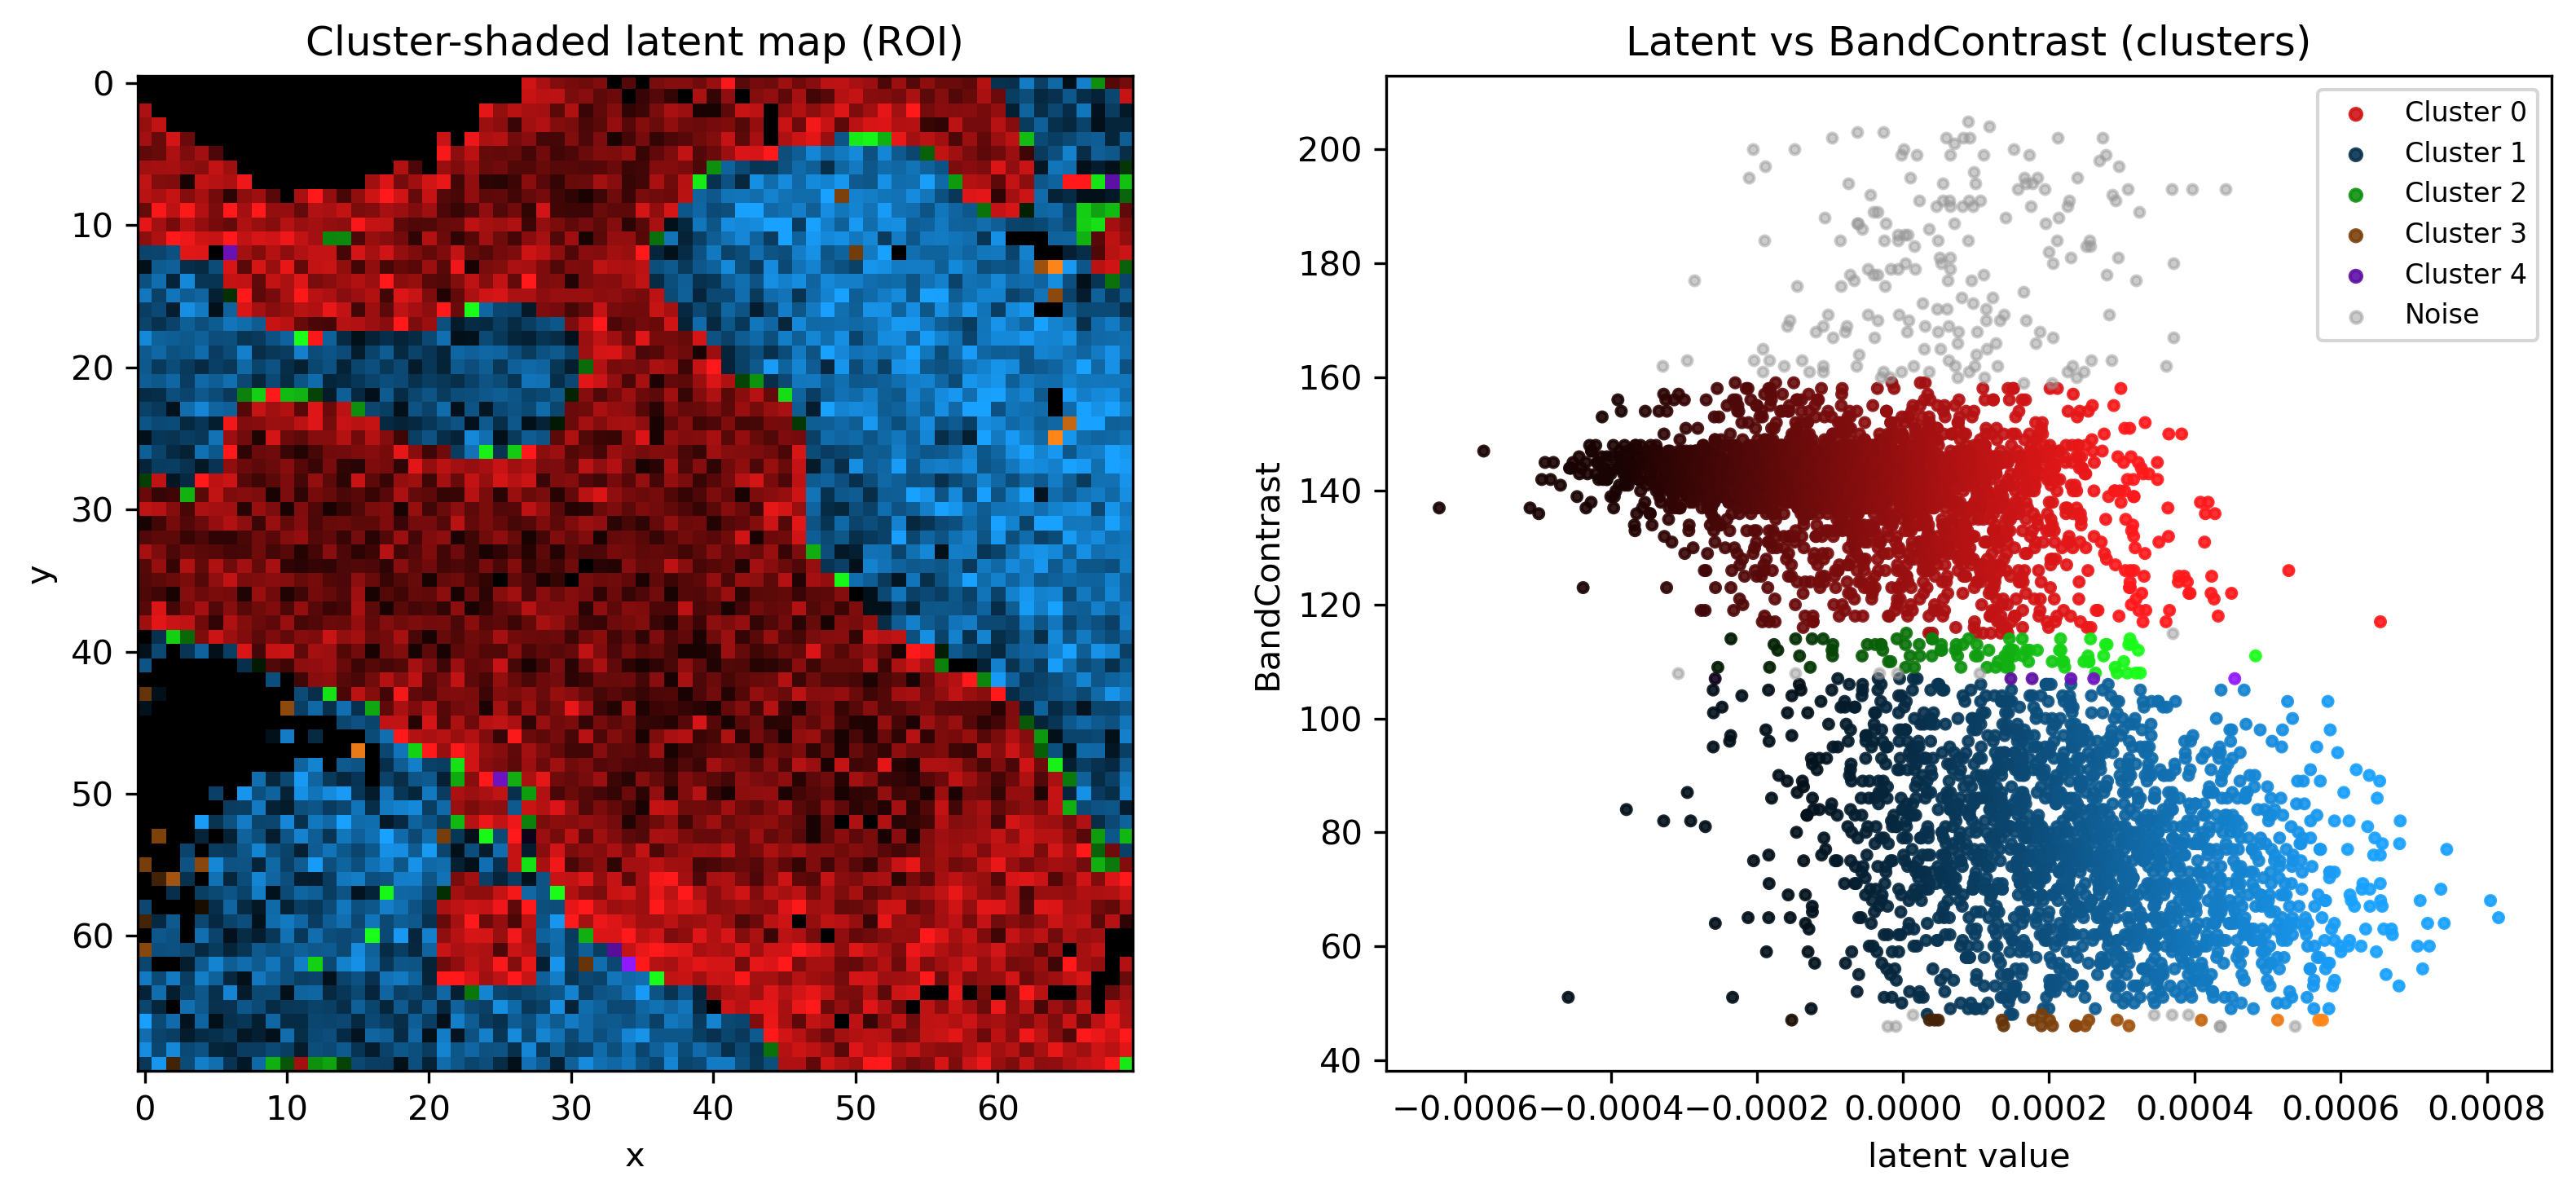 Cluster-shaded latent map (ROI)
0
10
20
30
40
50
60
y
0 10 20 30 40 50 60
x
Latent vs BandContrast (clusters)
200
180
160
140
120
100
80
60
40
BandContrast
−0.0006 −0.0004 −0.0002 0.0000 0.0002 0.0004 0.0006 0.0008
latent value
Cluster 0
Cluster 1
Cluster 2
Cluster 3
Cluster 4
Noise